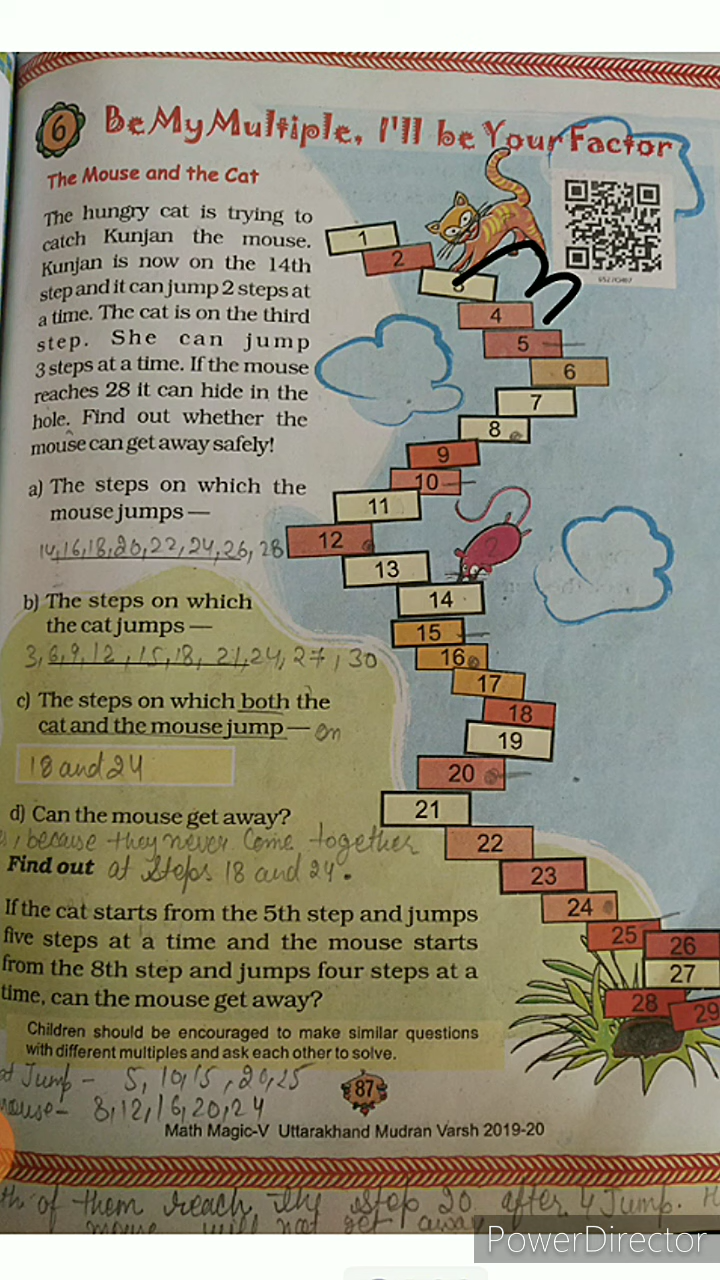 6
Be My Multiple, I'll be Your Factor
The Mouse and the Cat
The hungry cat is trying to
catch Kunjan the mouse.
Kunjan is now on the 14th
step and it can jump 2 steps at
a time. The cat is on the third
step. She can jump
3 steps at a time. If the mouse
reaches 28 it can hide in the
hole. Find out whether the
mouse can get away safely!
a) The steps on which the
mouse jumps —
14,16,18,20,22,24,26,28
b) The steps on which
the cat jumps —
3,6,9,12,15,18,21,24,27,30
c) The steps on which both the
cat and the mouse jump — on
18 and 24
d) Can the mouse get away?
, because they never come together
at steps 18 and 24.
Find out
If the cat starts from the 5th step and jumps
five steps at a time and the mouse starts
from the 8th step and jumps four steps at a
time, can the mouse get away?
Children should be encouraged to make similar questions
with different multiples and ask each other to solve.
Jump - 5, 10, 15, 20, 25
8, 12, 16, 20, 24
87
Math Magic-V Uttarakhand Mudran Varsh 2019-20
of them reach the step 20 after 4 Jump.
mouse will not get away
1
2
3
4
5
6
7
8
9
10
11
12
13
14
15
16
17
18
19
20
21
22
23
24
25
26
27
28
29
PowerDirector